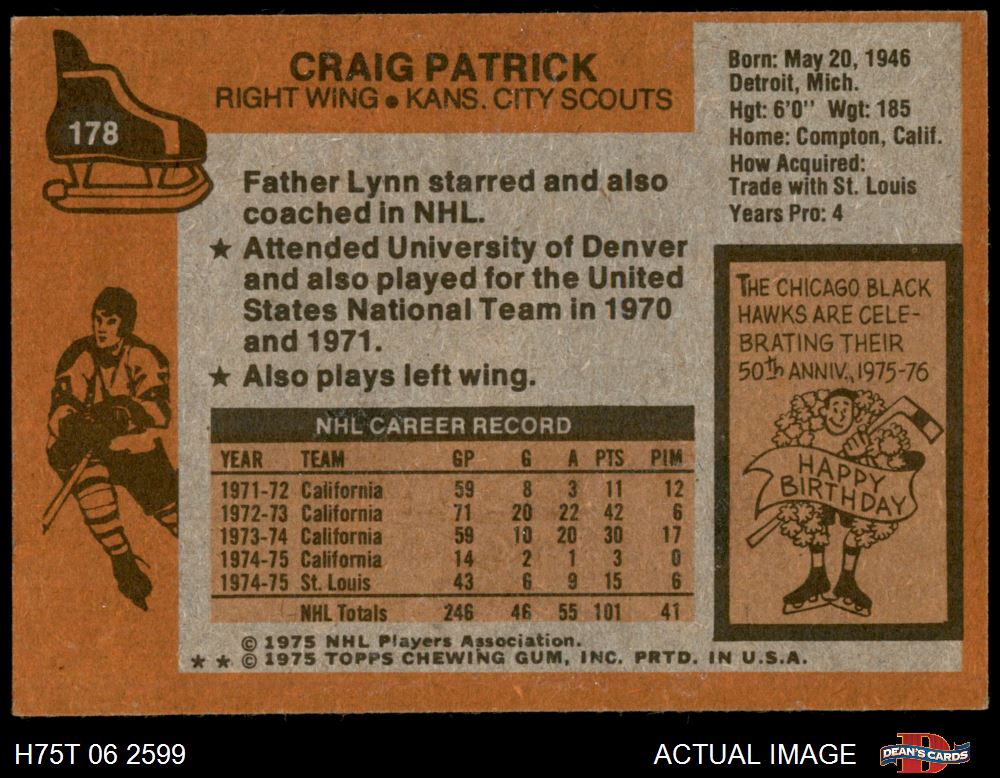 178
CRAIG PATRICK
RIGHT WING ● KANS. CITY SCOUTS
Born: May 20, 1946
Detroit, Mich.
Hgt: 6'0" Wgt: 185
Home: Compton, Calif.
How Acquired:
Trade with St. Louis
Years Pro: 4
Father Lynn starred and also
coached in NHL.
★ Attended University of Denver
and also played for the United
States National Team in 1970
and 1971.
★ Also plays left wing.
NHL CAREER RECORD
YEAR TEAM GP G A PTS PIM
1971-72 California 59 8 3 11 12
1972-73 California 71 20 22 42 6
1973-74 California 59 10 20 30 17
1974-75 California 14 2 1 3 0
1974-75 St. Louis 43 6 9 15 6
NHL Totals 246 46 55 101 41
THE CHICAGO BLACK
HAWKS ARE CELE-
BRATING THEIR
50th ANNIV., 1975-76
HAPPY
BIRTHDAY
© 1975 NHL Players Association.
★ ★ © 1975 TOPPS CHEWING GUM, INC. PRTD. IN U.S.A.
H75T 06 2599
ACTUAL IMAGE
DEAN'S CARDS